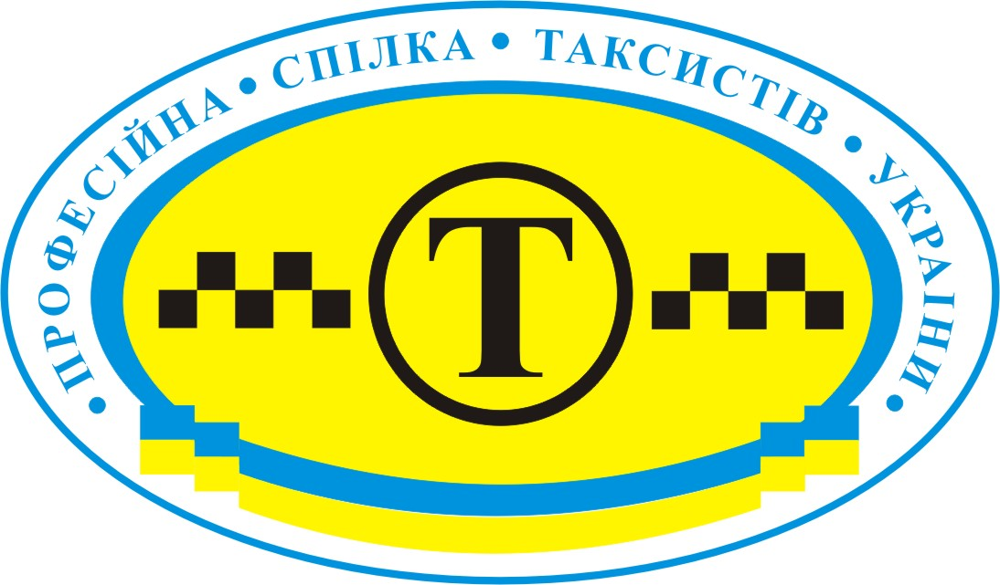 • ПРОФЕСІЙНА • СПІЛКА • ТАКСИСТІВ • УКРАЇНИ •
Т